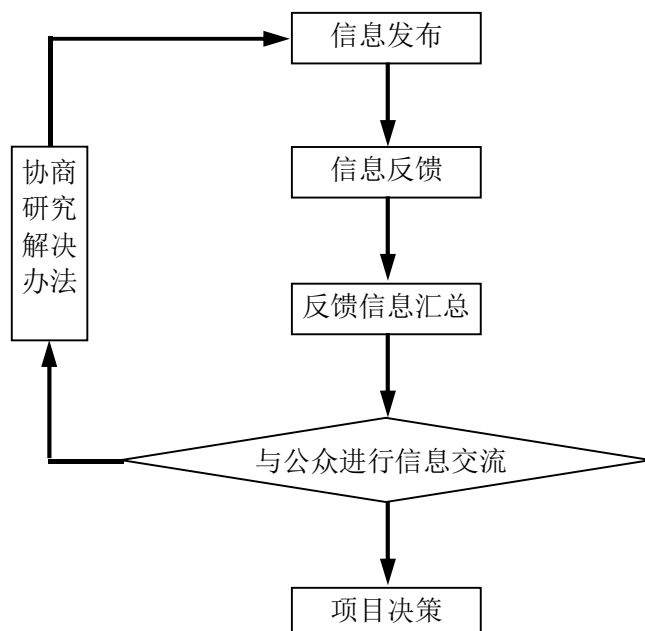 信息发布
信息反馈
协商
研究
解决
办法
反馈信息汇总
与公众进行信息交流
项目决策